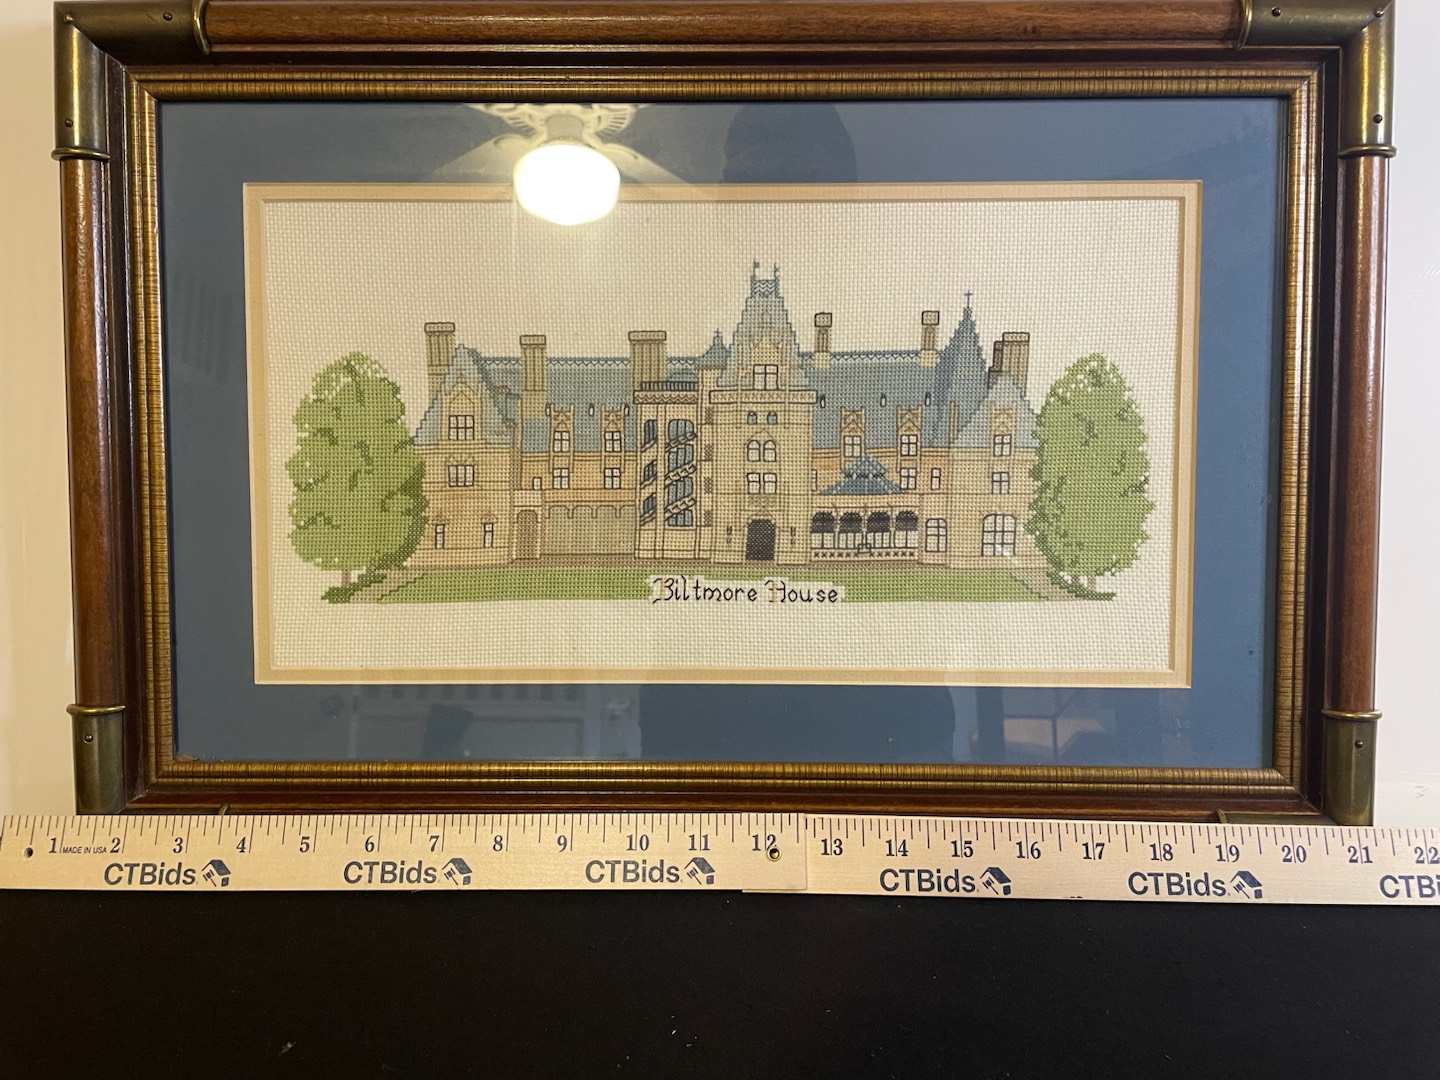 Biltmore House
1 MADE IN USA 2 3 4 5 6 7 8 9 10 11 12 13 14 15 16 17 18 19 20 21 22
CTBids CTBids CTBids CTBids CTBids CTBi